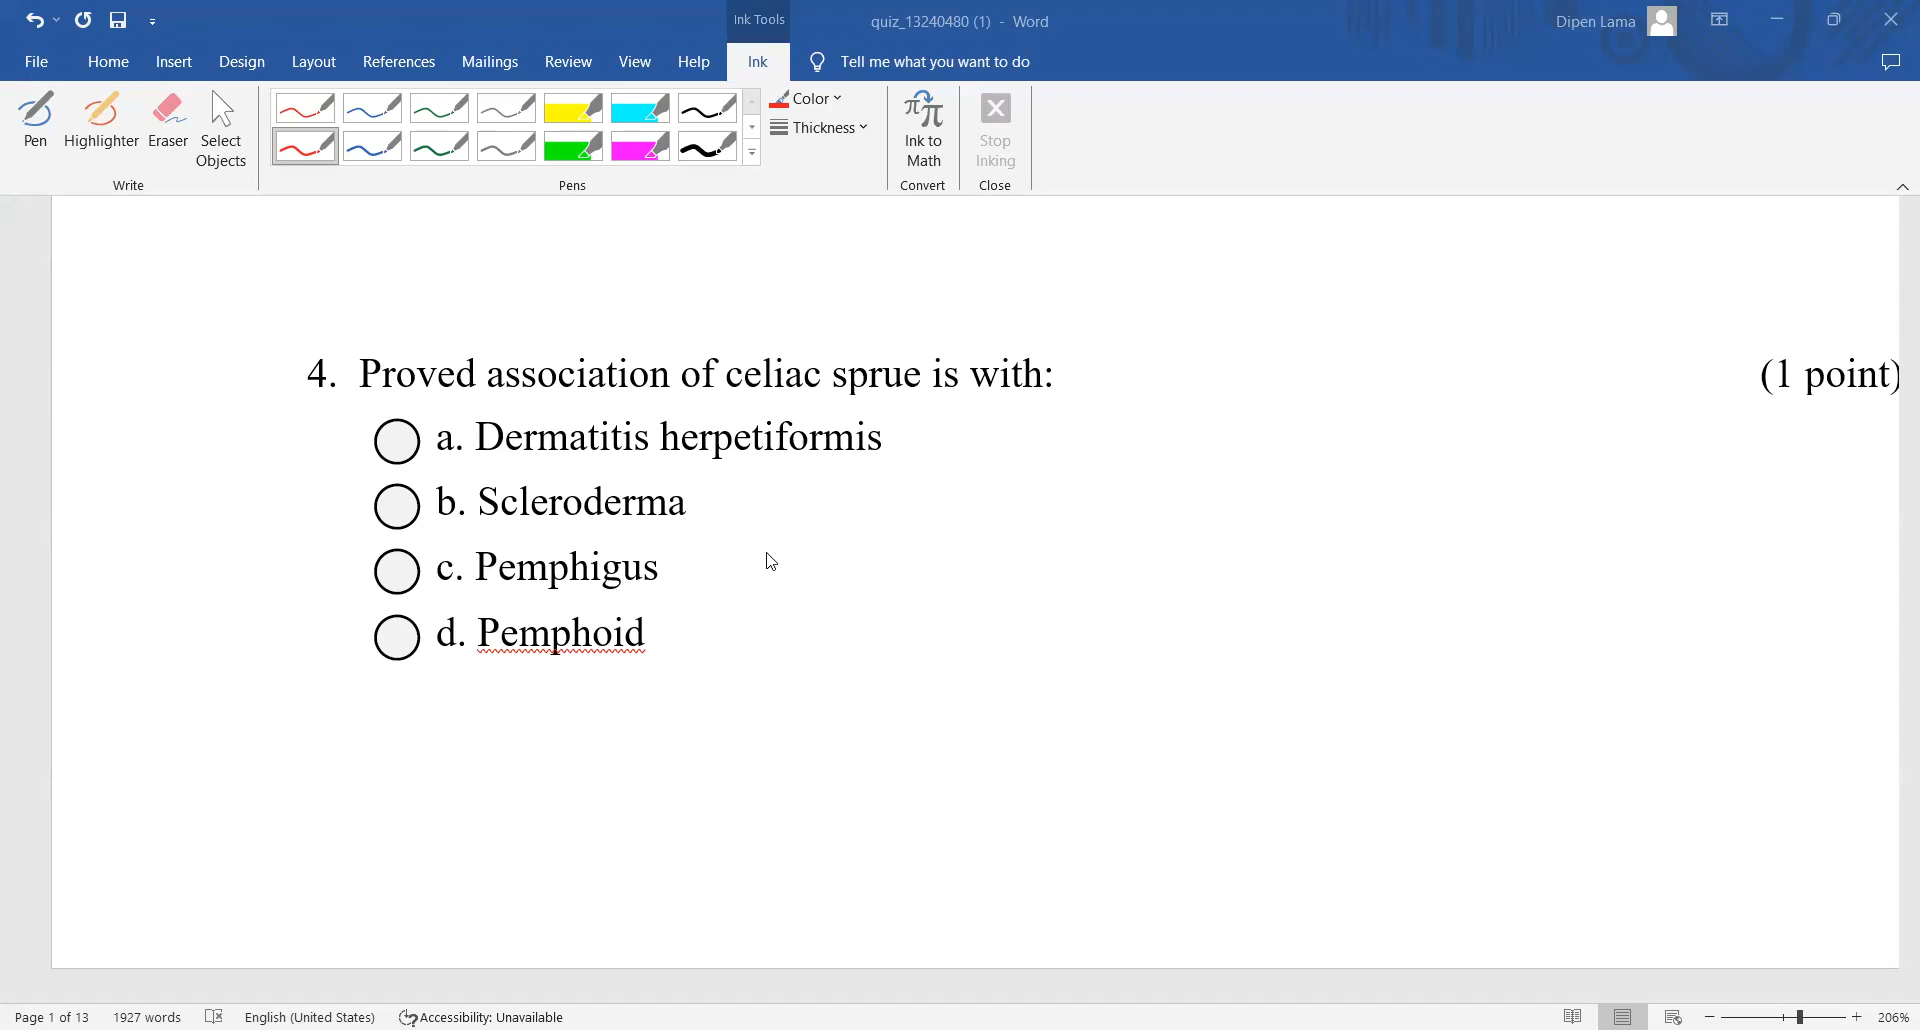 Ink Tools
quiz_13240480 (1) - Word
Dipen Lama
File Home Insert Design Layout References Mailings Review View Help Ink Tell me what you want to do
Pen Highlighter Eraser Select Objects
Write
Pens
Color
Thickness
Ink to Math
Convert
Stop Inking
Close
4. Proved association of celiac sprue is with: (1 point)
a. Dermatitis herpetiformis
b. Scleroderma
c. Pemphigus
d. Pemphoid
Page 1 of 13 1927 words English (United States) Accessibility: Unavailable 206%